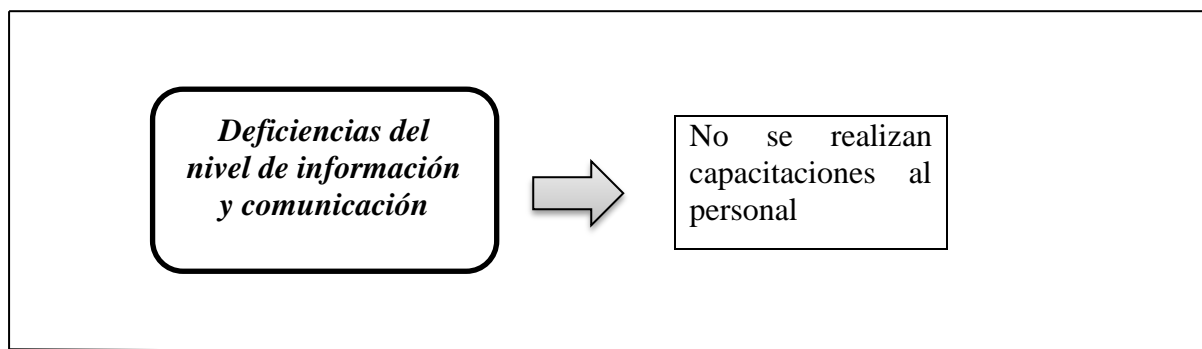 Deficiencias del
nivel de información
y comunicación
No se realizan
capacitaciones al
personal